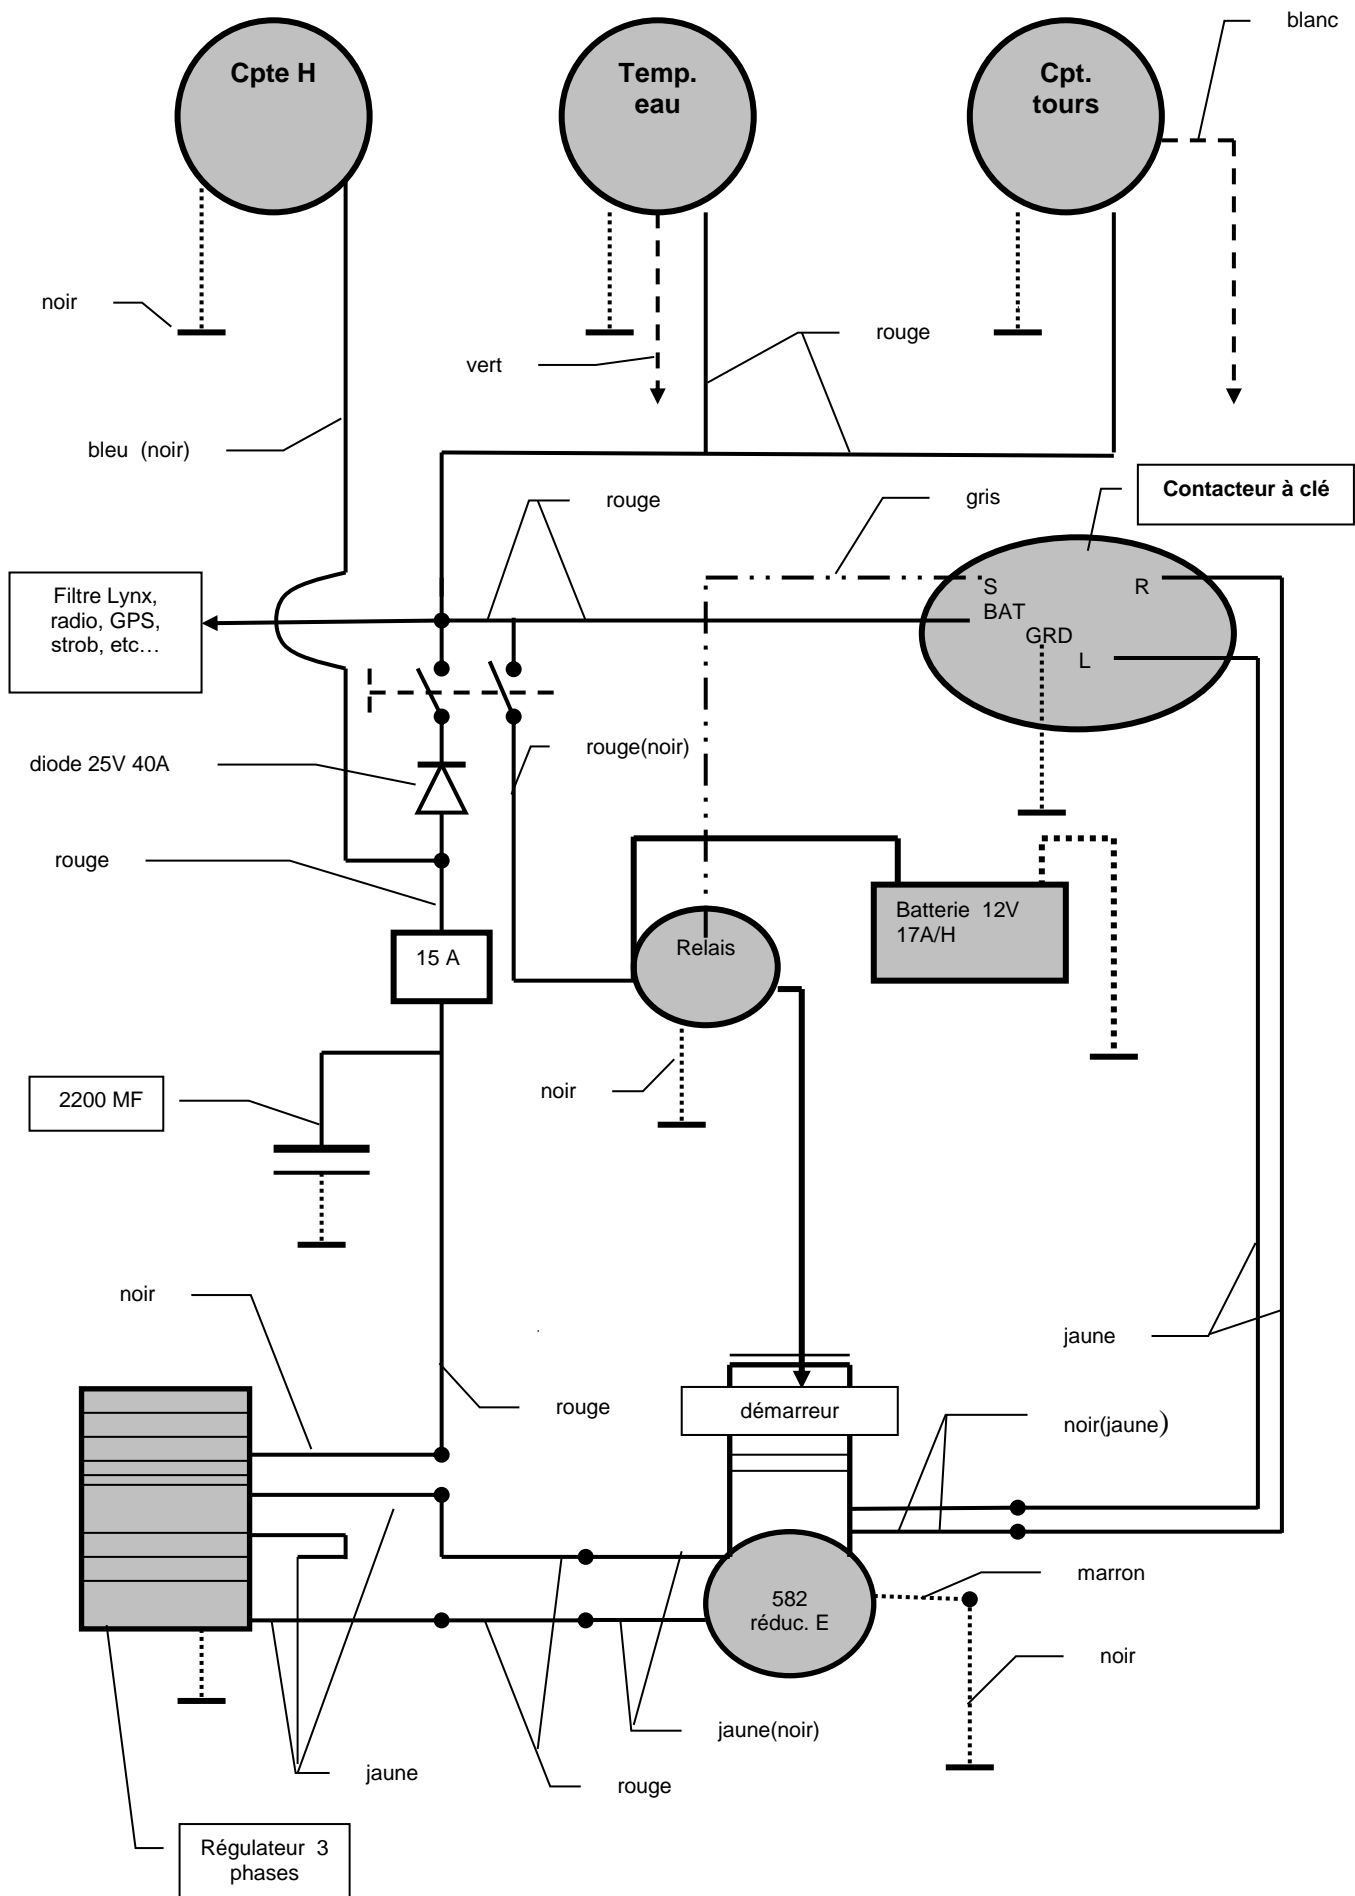 blanc
Cpte H
Temp.
eau
Cpt.
tours
noir
vert
rouge
bleu (noir)
rouge
gris
Contacteur à clé
Filtre Lynx,
radio, GPS,
strob, etc…
S
R
BAT
GRD
L
rouge(noir)
diode 25V 40A
rouge
Batterie 12V
17A/H
15 A
Relais
noir
2200 MF
noir
jaune
rouge
démarreur
noir(jaune)
marron
582
réduc. E
noir
jaune(noir)
jaune
rouge
Régulateur 3
phases